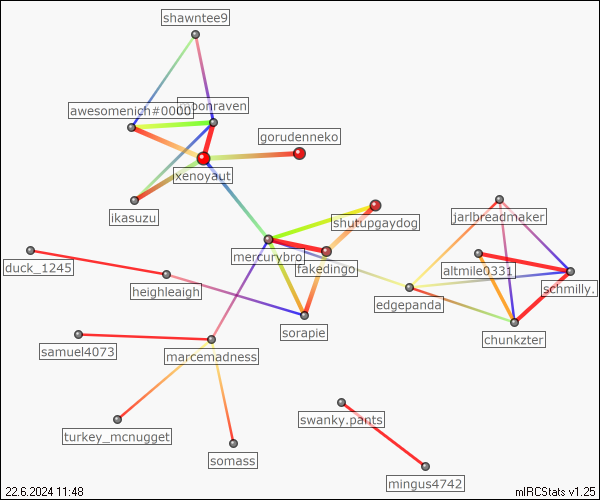 shawntee9
awesomenich#0000
moonraven
gorudenneko
xenoyaut
ikasuzu
shutupgaydog
jarlbreadmaker
mercurybro
duck_1245
fakedingo
altmile0331
heighleaigh
schmilly.
edgepanda
sorapie
chunkzter
samuel4073
marcemadness
swanky.pants
turkey_mcnugget
somass
mingus4742
22.6.2024 11:48
mIRCStats v1.25